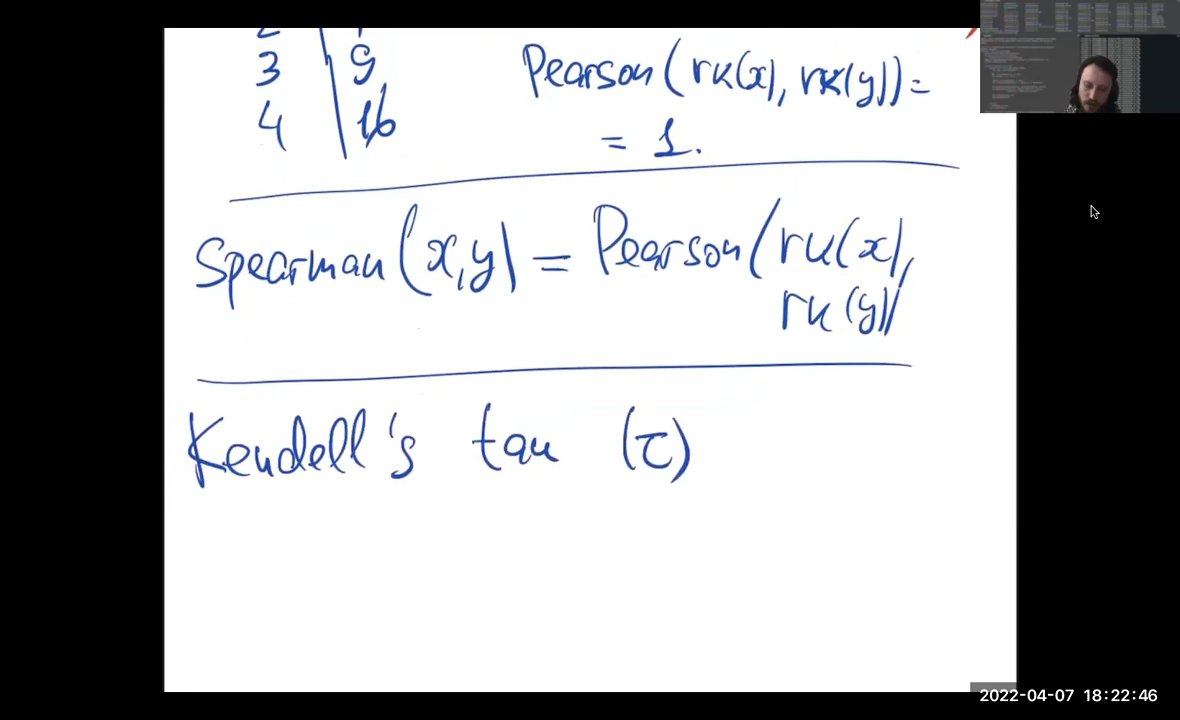 3 9
Pearson (rk(x), rk(y)) =
4 16
= 1.
Spearman (x,y) = Pearson (rk(x),
rk(y))
Kendell's tau (τ)
2022-04-07 18:22:46